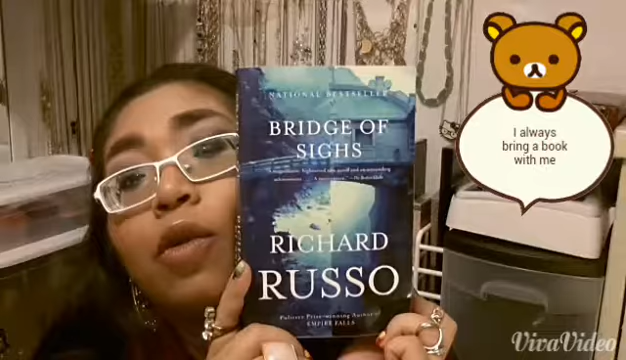 NATIONAL BESTSELLER
BRIDGE OF
SIGHS
RICHARD
RUSSO
Pulitzer Prize-winning Author of
EMPIRE FALLS
I always
bring a book
with me
VivaVideo